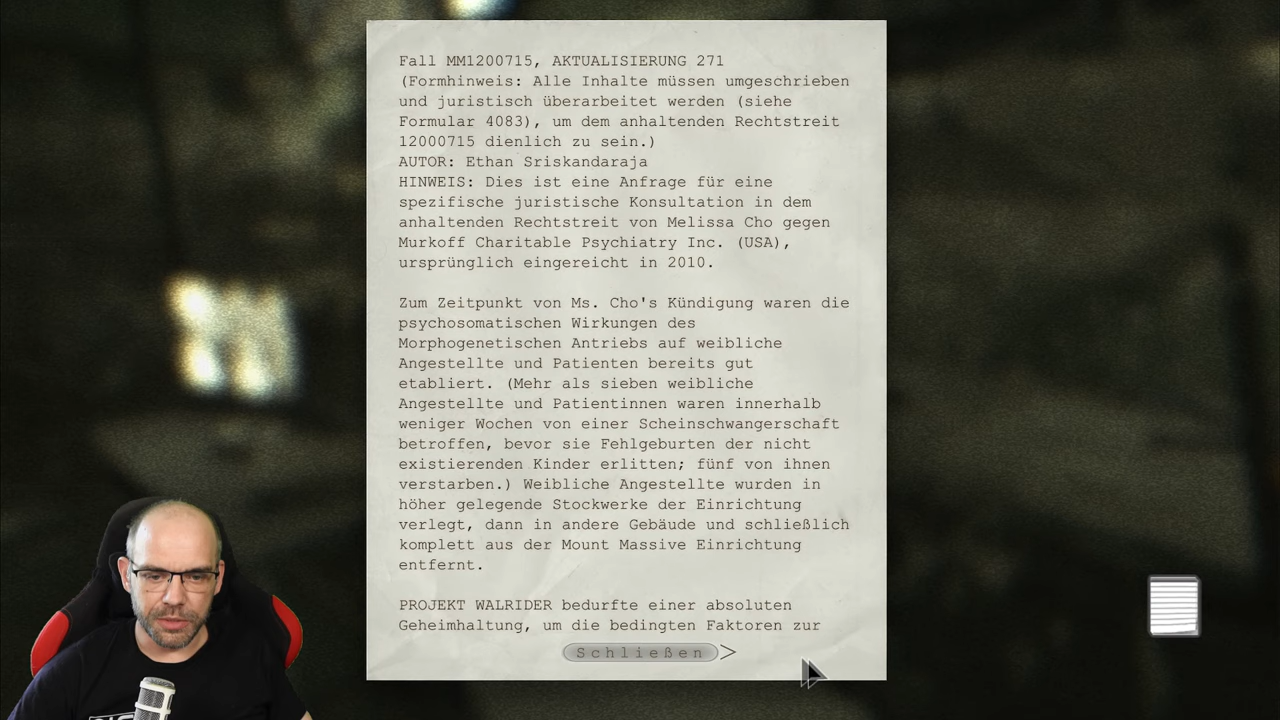 Fall MM1200715, AKTUALISIERUNG 271
(Formhinweis: Alle Inhalte müssen umgeschrieben
und juristisch überarbeitet werden (siehe
Formular 4083), um dem anhaltenden Rechtstreit
12000715 dienlich zu sein.)
AUTOR: Ethan Sriskandaraja
HINWEIS: Dies ist eine Anfrage für eine
spezifische juristische Konsultation in dem
anhaltenden Rechtstreit von Melissa Cho gegen
Murkoff Charitable Psychiatry Inc. (USA),
ursprünglich eingereicht in 2010.
Zum Zeitpunkt von Ms. Cho's Kündigung waren die
psychosomatischen Wirkungen des
Morphogenetischen Antriebs auf weibliche
Angestellte und Patienten bereits gut
etabliert. (Mehr als sieben weibliche
Angestellte und Patientinnen waren innerhalb
weniger Wochen von einer Scheinschwangerschaft
betroffen, bevor sie Fehlgeburten der nicht
existierenden Kinder erlitten; fünf von ihnen
verstarben.) Weibliche Angestellte wurden in
höher gelegende Stockwerke der Einrichtung
verlegt, dann in andere Gebäude und schließlich
komplett aus der Mount Massive Einrichtung
entfernt.
PROJEKT WALRIDER bedurfte einer absoluten
Geheimhaltung, um die bedingten Faktoren zur
Schließen >